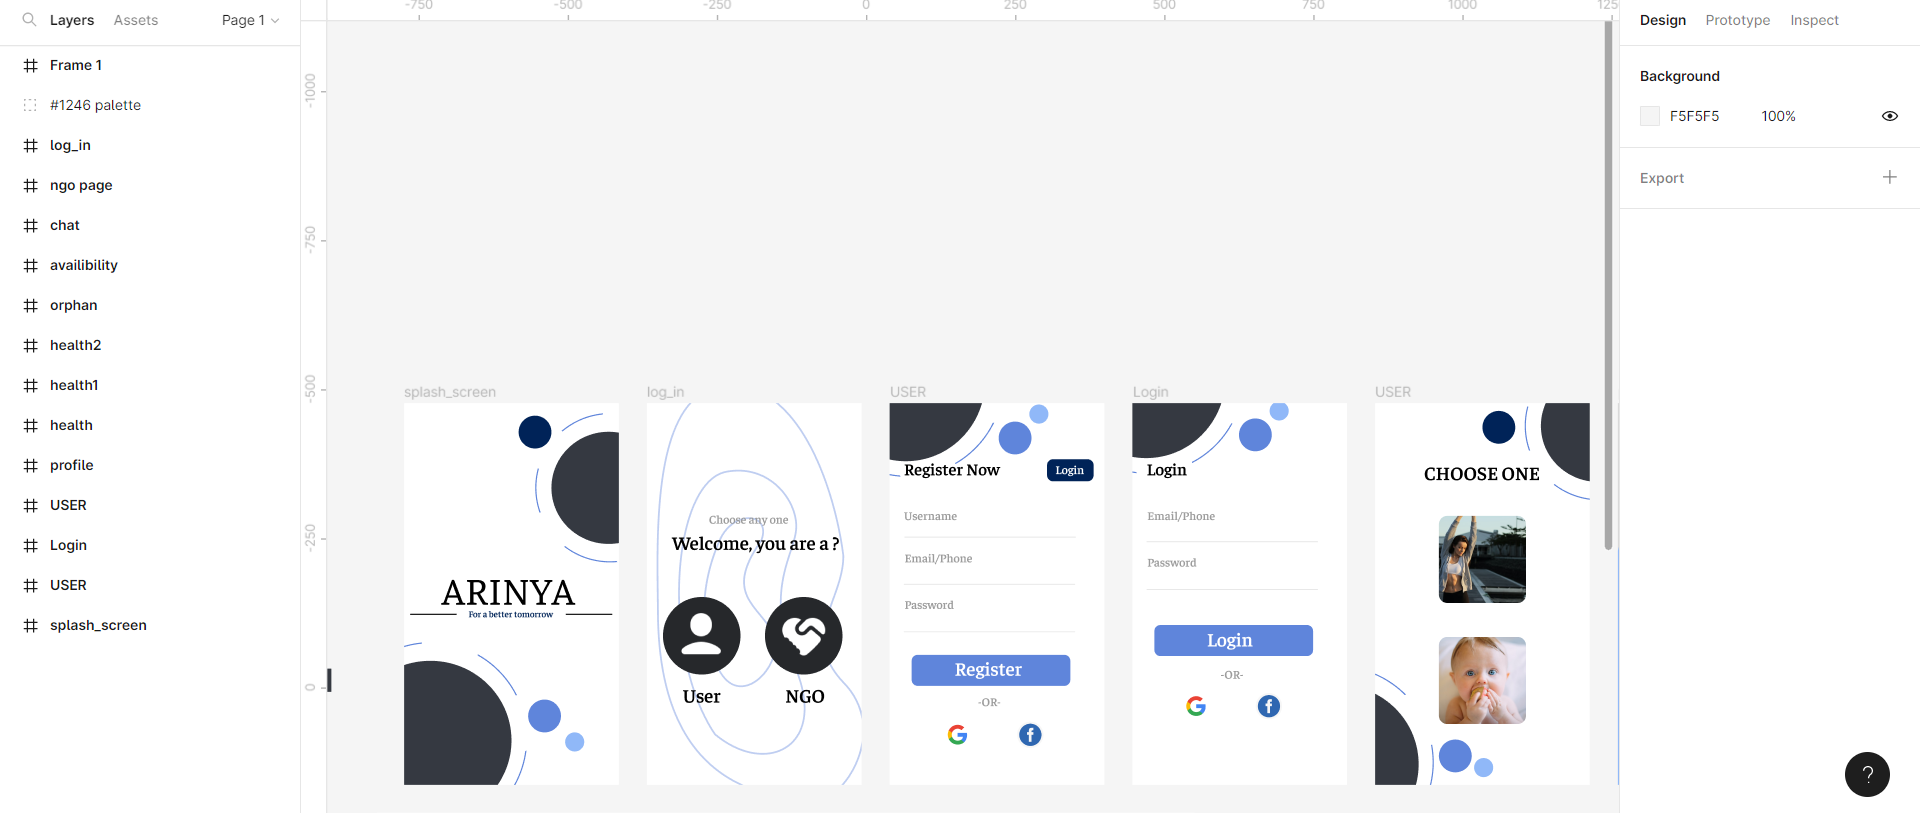 Layers Assets Page 1
Frame 1
#1246 palette
log_in
ngo page
chat
availibility
orphan
health2
health1
health
profile
USER
Login
USER
splash_screen
-750 -500 -250 0 250 500 750 1000 125
-1000
-750
-500
-250
0
splash_screen
ARINYA
For a better tomorrow
log_in
Choose any one
Welcome, you are a ?
User NGO
USER
Register Now Login
Username
Email/Phone
Password
Register
-OR-
Login
Login
Email/Phone
Password
Login
-OR-
USER
CHOOSE ONE
Design Prototype Inspect
Background
F5F5F5 100%
Export
?